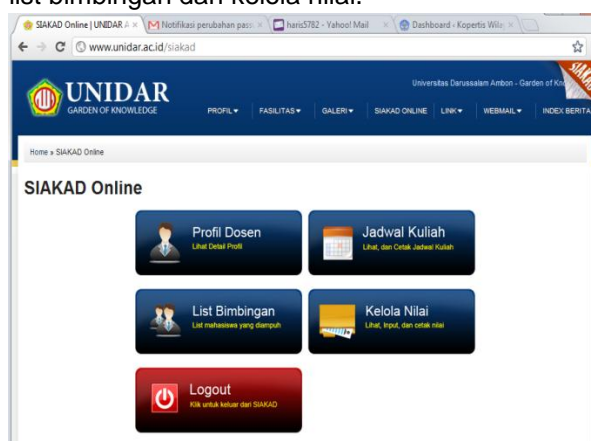 list bimbingan dan kelola nilai.
SIAKAD Online | UNIDAR A
Notifikasi perubahan pass
haris5782 - Yahoo! Mail
Dashboard - Kopertis Wila
www.unidar.ac.id/siakad
Universitas Darussalam Ambon - Garden of Kno
SIAKA
UNIDAR
GARDEN OF KNOWLEDGE
PROFIL FASILITAS GALERI SIAKAD ONLINE LINK WEBMAIL INDEX BERITA
Home » SIAKAD Online
SIAKAD Online
Profil Dosen
Lihat Detail Profil
Jadwal Kuliah
Lihat, dan Cetak Jadwal Kuliah
List Bimbingan
List mahasiswa yang diampuh
Kelola Nilai
Lihat, Input, dan cetak nilai
Logout
Klik untuk keluar dari SIAKAD